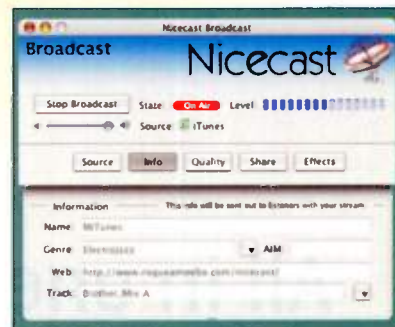 Nicecast Broadcast
Broadcast
Nicecast
Stop Broadcast State On Air Level
Source iTunes
Source Info Quality Share Effects
Information This info will be sent out to listeners with your stream
Name
Genre AIM
Web http://www.rogueamoeba.com/nicecast/
Track Mix A